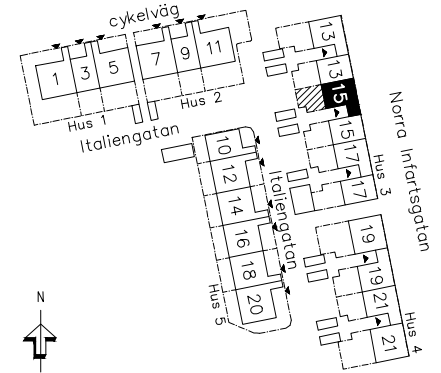 cykelväg
1
3
5
7
9
11
Hus 1
Hus 2
Italiengatan
13
13
15
15
17
17
Hus 3
Norra Infartsgatan
10
12
14
16
18
20
Italiengatan
Hus 5
19
19
21
21
Hus 4
N